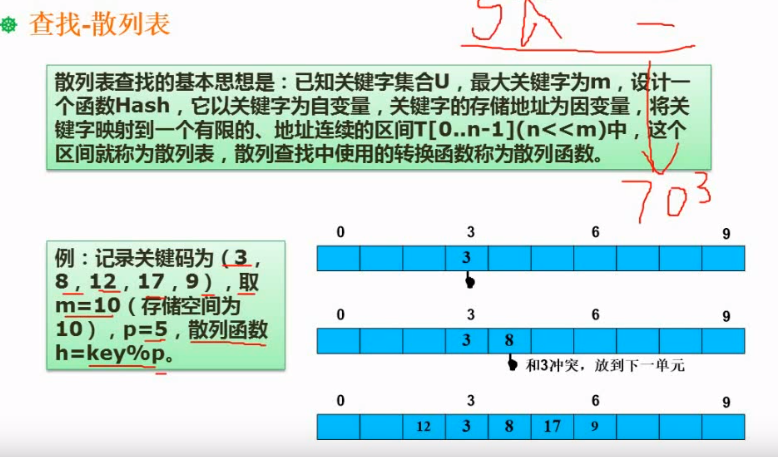 查找-散列表
散列表查找的基本思想是：已知关键字集合U，最大关键字为m，设计一
个函数Hash，它以关键字为自变量，关键字的存储地址为因变量，将关
键字映射到一个有限的、地址连续的区间T[0..n-1](n<<m)中，这个
区间就称为散列表，散列查找中使用的转换函数称为散列函数。
703
例：记录关键码为（3，
8，12，17，9），取
m=10（存储空间为
10），p=5，散列函数
h=key%p。
0 3 6 9
3
0 3 6 9
3 8
和3冲突，放到下一单元
0 3 6 9
12 3 8 17 9